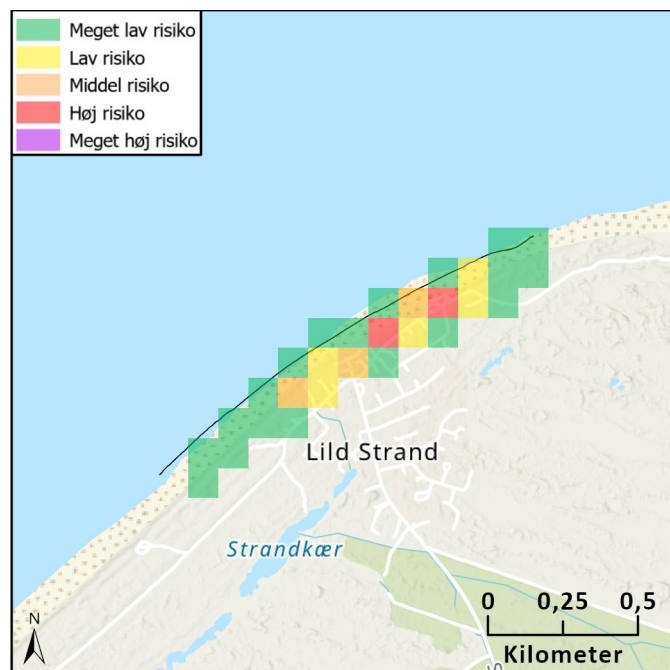 Meget lav risiko
Lav risiko
Middel risiko
Høj risiko
Meget høj risiko
Lild Strand
Strandkær
N
0 0,25 0,5
Kilometer